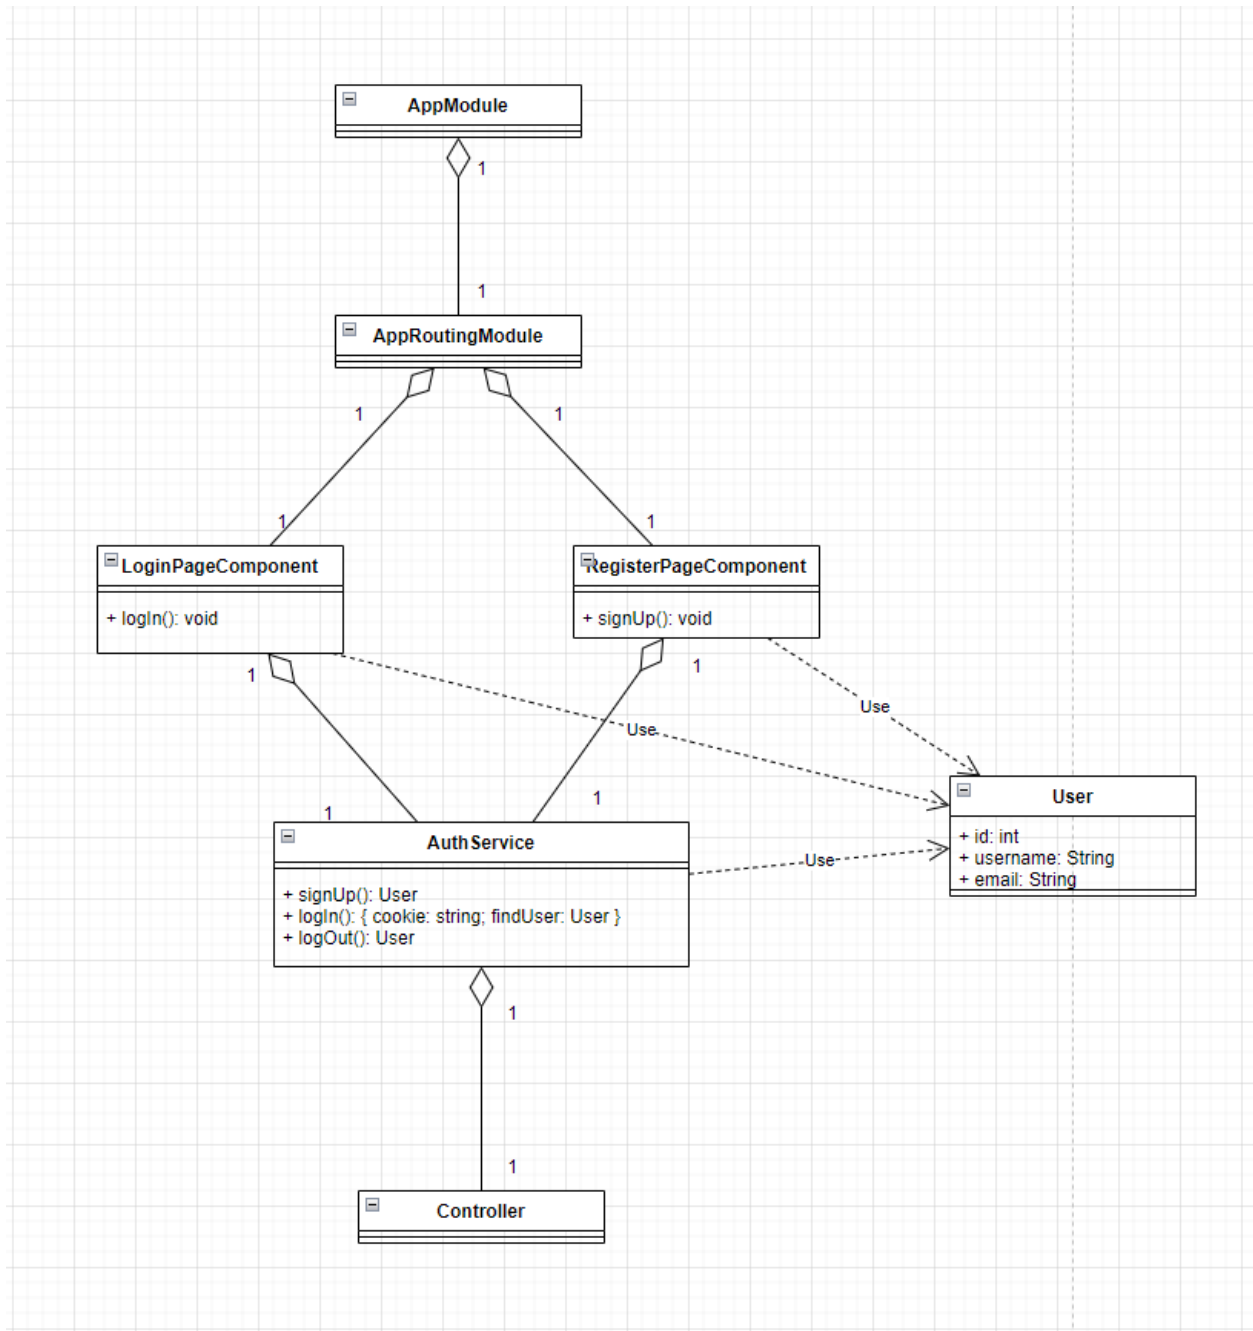 AppModule
1
1
AppRoutingModule
1
1
1
1
LoginPageComponent
+ logIn(): void
RegisterPageComponent
+ signUp(): void
1
1
Use
Use
1
1
AuthService
+ signUp(): User
+ logIn(): { cookie: string; findUser: User }
+ logOut(): User
Use
User
+ id: int
+ username: String
+ email: String
1
1
Controller